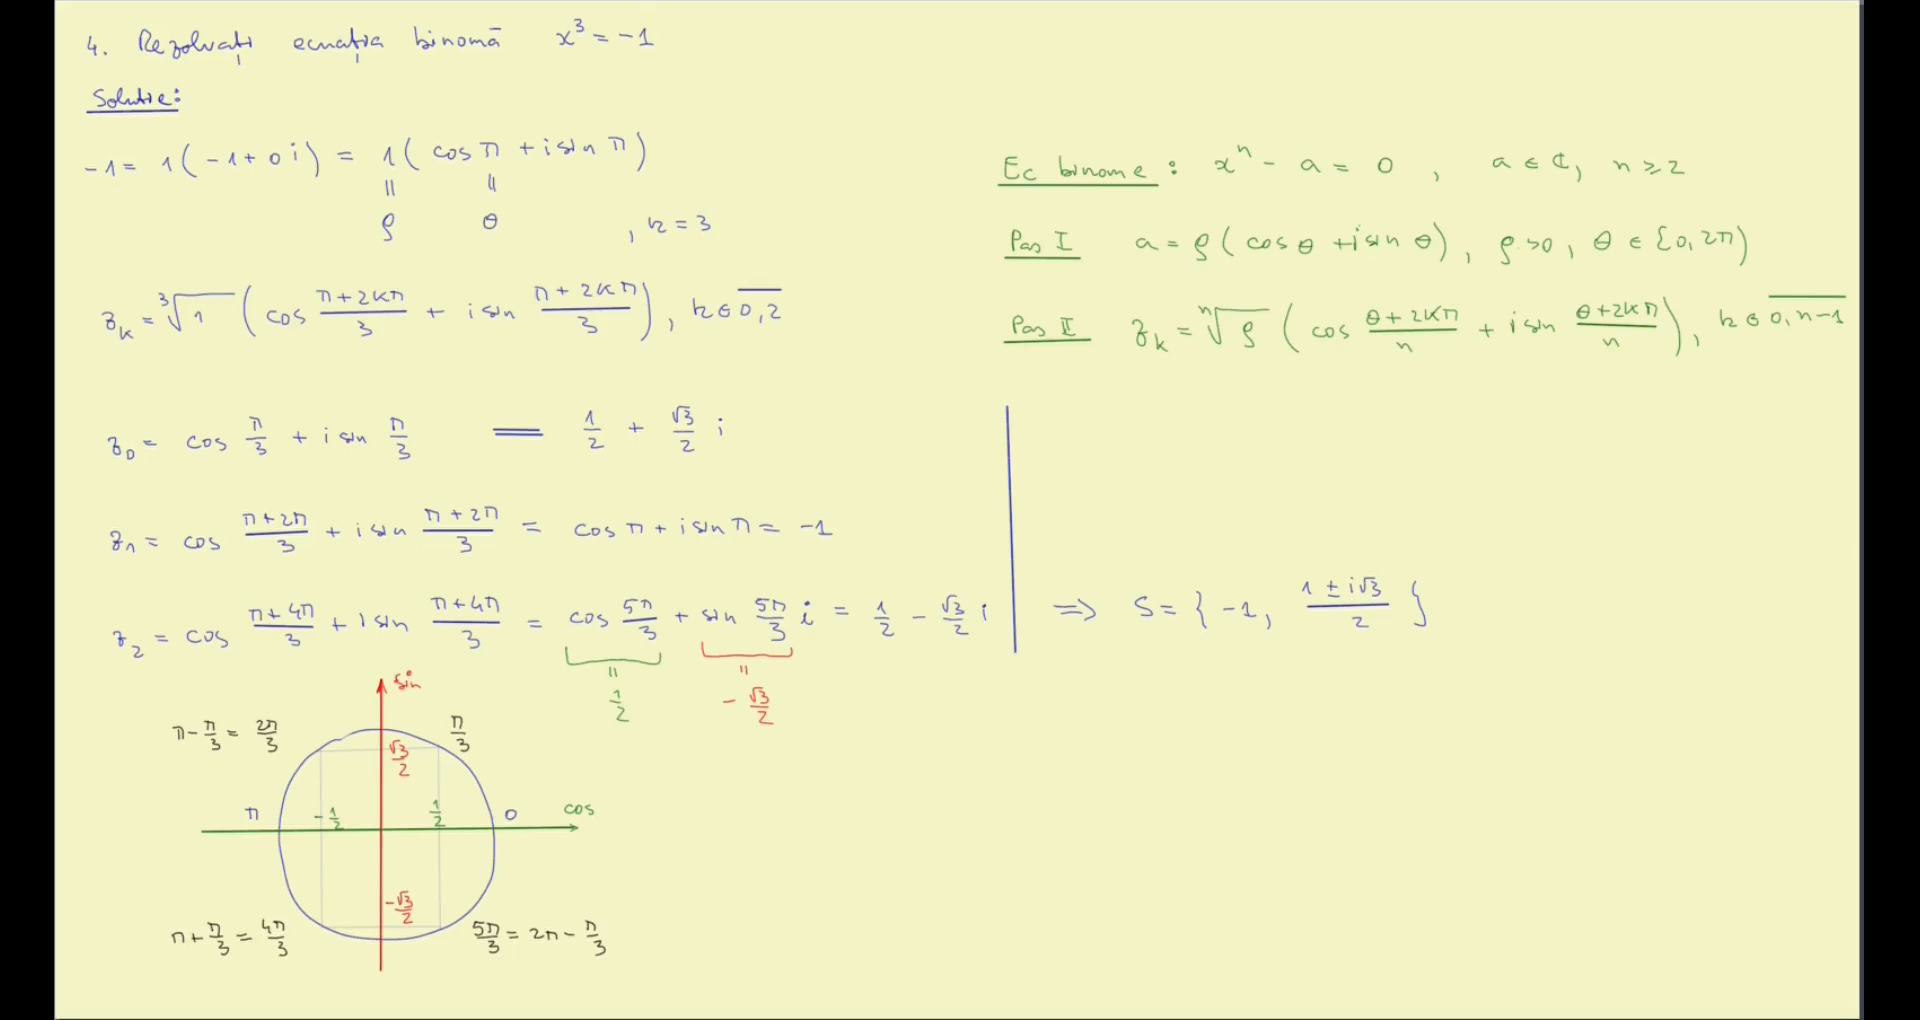 4. Rezolvați ecuația binomă x³ = -1
Soluție:
-1 = 1(-1 + 0i) = 1(cos π + i sin π)
ρ θ , n = 3
z_k = ∛1 (cos (π+2kπ)/3 + i sin (π+2kπ)/3), k ∈ 0,2
z₀ = cos π/3 + i sin π/3 = 1/2 + √3/2 i
z₁ = cos (π+2π)/3 + i sin (π+2π)/3 = cos π + i sin π = -1
z₂ = cos (π+4π)/3 + i sin (π+4π)/3 = cos 5π/3 + sin 5π/3 i = 1/2 - √3/2 i
= 1/2
= -√3/2
=> S = { -1, (1 ± i√3)/2 }
Ec binome: xⁿ - a = 0 , a ∈ ℂ, n ≥ 2
Pas I a = ρ(cos θ + i sin θ), ρ > 0, θ ∈ [0, 2π)
Pas II z_k = ⁿ√ρ (cos (θ+2kπ)/n + i sin (θ+2kπ)/n), k ∈ 0,n-1
sin
π - π/3 = 2π/3
π/3
√3/2
π
-1/2
1/2
0
cos
-√3/2
π + π/3 = 4π/3
5π/3 = 2π - π/3